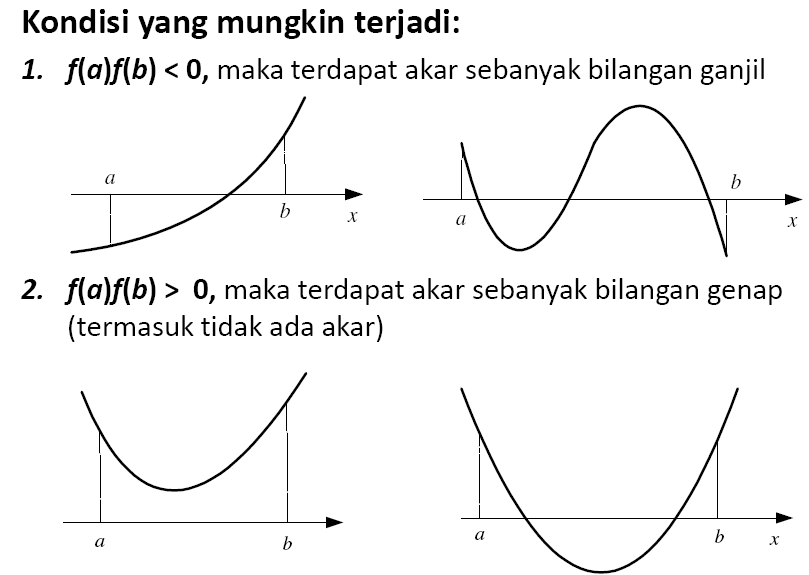 Kondisi yang mungkin terjadi:
1. f(a)f(b) < 0, maka terdapat akar sebanyak bilangan ganjil
a
b
x
a
b
x
2. f(a)f(b) > 0, maka terdapat akar sebanyak bilangan genap
(termasuk tidak ada akar)
a
b
a
b
x